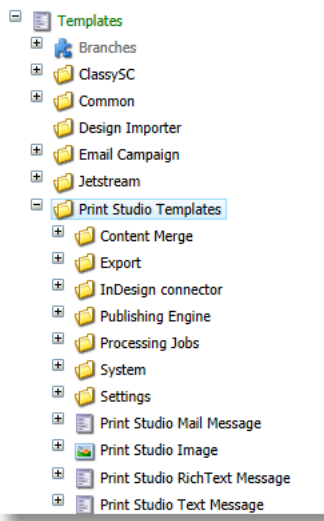 Templates
Branches
ClassySC
Common
Design Importer
Email Campaign
Jetstream
Print Studio Templates
Content Merge
Export
InDesign connector
Publishing Engine
Processing Jobs
System
Settings
Print Studio Mail Message
Print Studio Image
Print Studio RichText Message
Print Studio Text Message